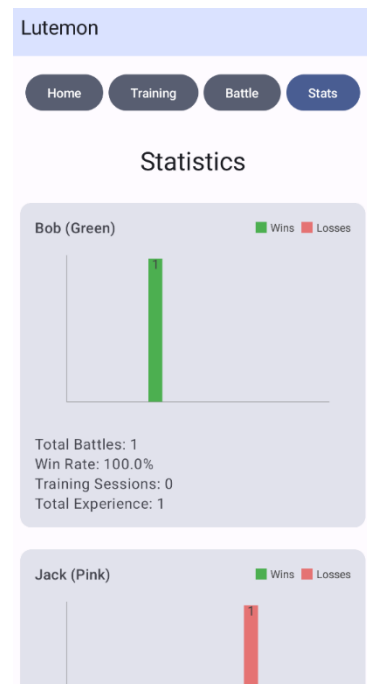 Lutemon
Home Training Battle Stats
Statistics
Bob (Green) Wins Losses
1
Total Battles: 1
Win Rate: 100.0%
Training Sessions: 0
Total Experience: 1
Jack (Pink) Wins Losses
1